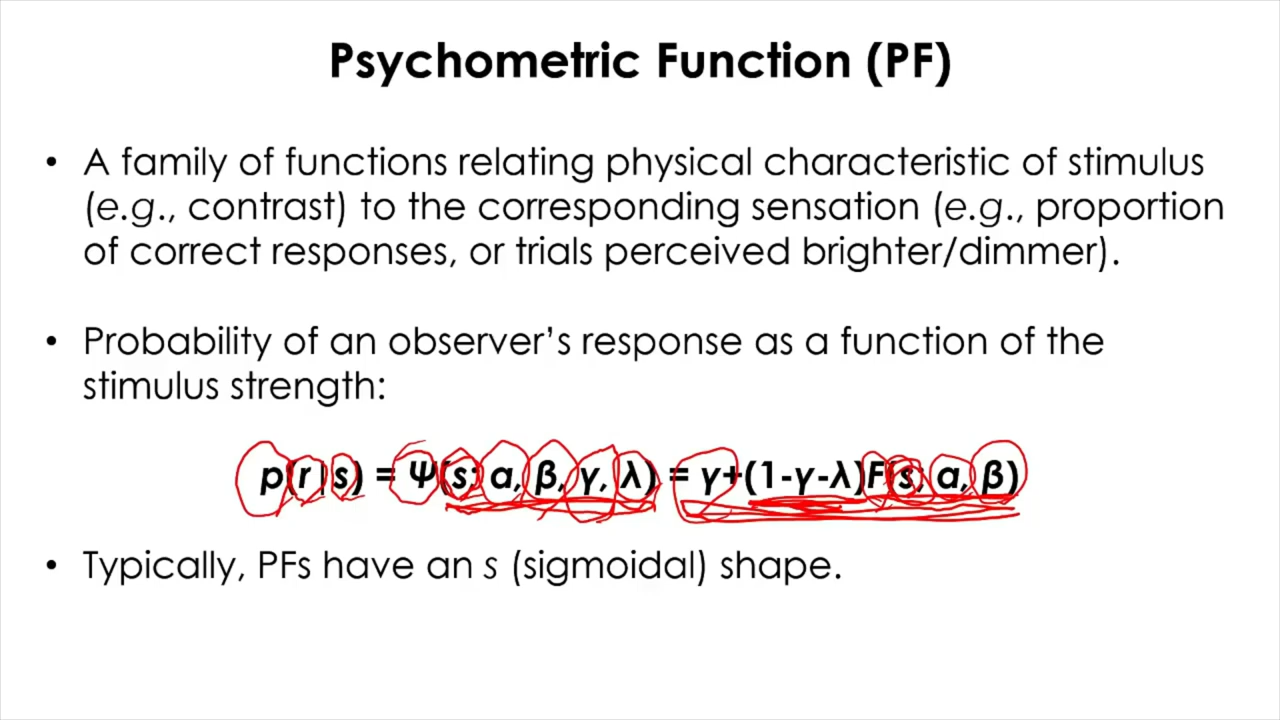 Psychometric Function (PF)
• A family of functions relating physical characteristic of stimulus
(e.g., contrast) to the corresponding sensation (e.g., proportion
of correct responses, or trials perceived brighter/dimmer).
• Probability of an observer's response as a function of the
stimulus strength:
p(r|s) = Ψ(s; α, β, γ, λ) = γ+(1-γ-λ)F(s; α, β)
• Typically, PFs have an s (sigmoidal) shape.